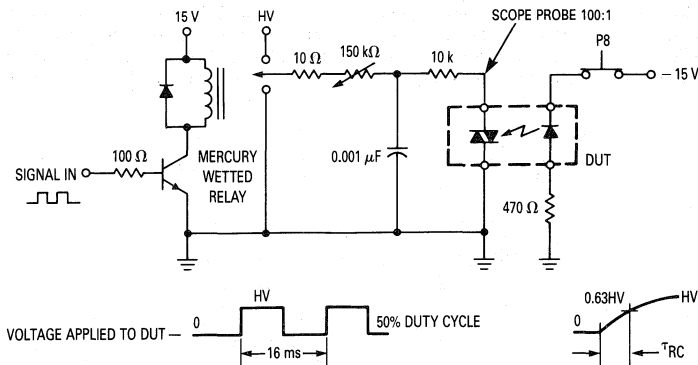 SCOPE PROBE 100:1
15 V
HV
10 Ω
150 kΩ
10 k
P8
– 15 V
100 Ω
MERCURY
WETTED
RELAY
0.001 μF
DUT
SIGNAL IN
470 Ω
VOLTAGE APPLIED TO DUT —
0
HV
50% DUTY CYCLE
16 ms
0
0.63HV
HV
τRC